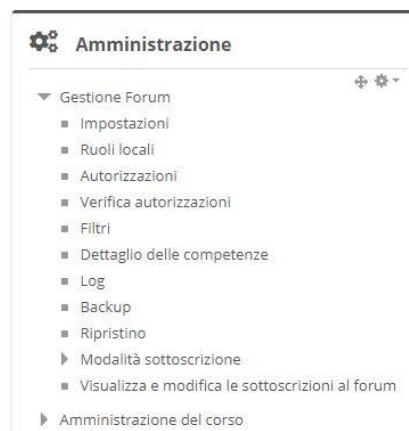 Amministrazione
Gestione Forum
Impostazioni
Ruoli locali
Autorizzazioni
Verifica autorizzazioni
Filtri
Dettaglio delle competenze
Log
Backup
Ripristino
Modalità sottoscrizione
Visualizza e modifica le sottoscrizioni al forum
Amministrazione del corso